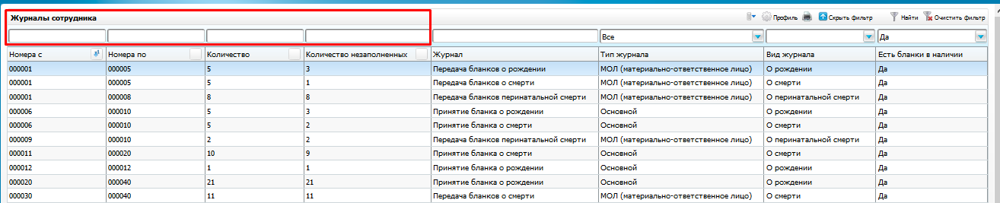 Журналы сотрудника Профиль Скрыть фильтр Найти Очистить фильтр
Все Да
Номера с Номера по Количество Количество незаполненных Журнал Тип журнала Вид журнала Есть бланки в наличии
000001 000005 5 3 Передача бланков о рождении МОЛ (материально-ответственное лицо) О рождении Да
000001 000005 5 1 Передача бланков о смерти МОЛ (материально-ответственное лицо) О смерти Да
000001 000008 8 8 Передача бланков перинатальной смерти МОЛ (материально-ответственное лицо) О перинатальной смерти Да
000006 000010 5 3 Принятие бланка о рождении Основной О рождении Да
000006 000010 5 2 Принятие бланка о смерти Основной О смерти Да
000009 000010 2 2 Передача бланков перинатальной смерти МОЛ (материально-ответственное лицо) О перинатальной смерти Да
000011 000020 10 9 Принятие бланка о смерти Основной О смерти Да
000012 000012 1 1 Принятие бланка о рождении Основной О рождении Да
000020 000040 21 21 Принятие бланка о рождении Основной О рождении Да
000030 000040 11 11 Передача бланков о смерти МОЛ (материально-ответственное лицо) О смерти Да